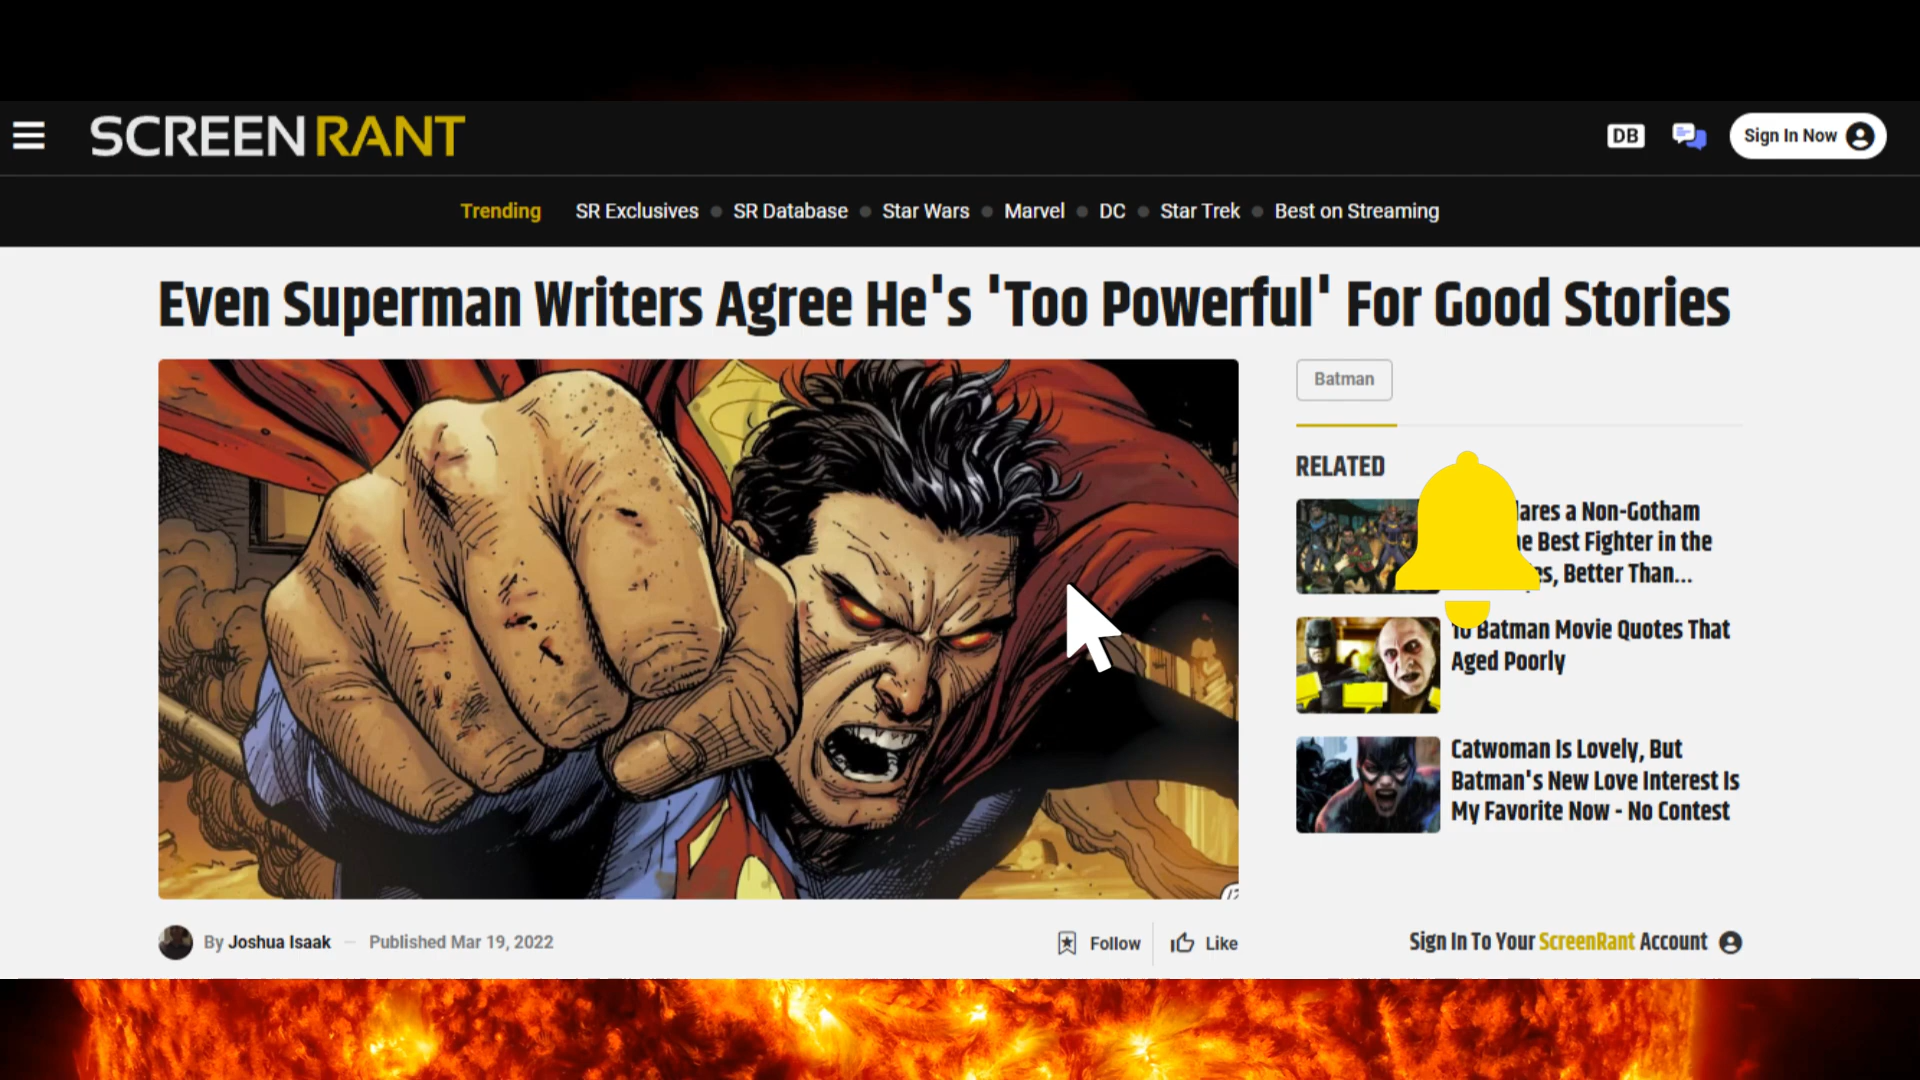 SCREENRANT
DB
Sign In Now
Trending
SR Exclusives
SR Database
Star Wars
Marvel
DC
Star Trek
Best on Streaming
Even Superman Writers Agree He's 'Too Powerful' For Good Stories
Batman
RELATED
a Non-Gotham
Best Fighter in the
Better Than...
10 Batman Movie Quotes That
Aged Poorly
Catwoman Is Lovely, But
Batman's New Love Interest Is
My Favorite Now - No Contest
By Joshua Isaak
Published Mar 19, 2022
Follow
Like
Sign In To Your ScreenRant Account